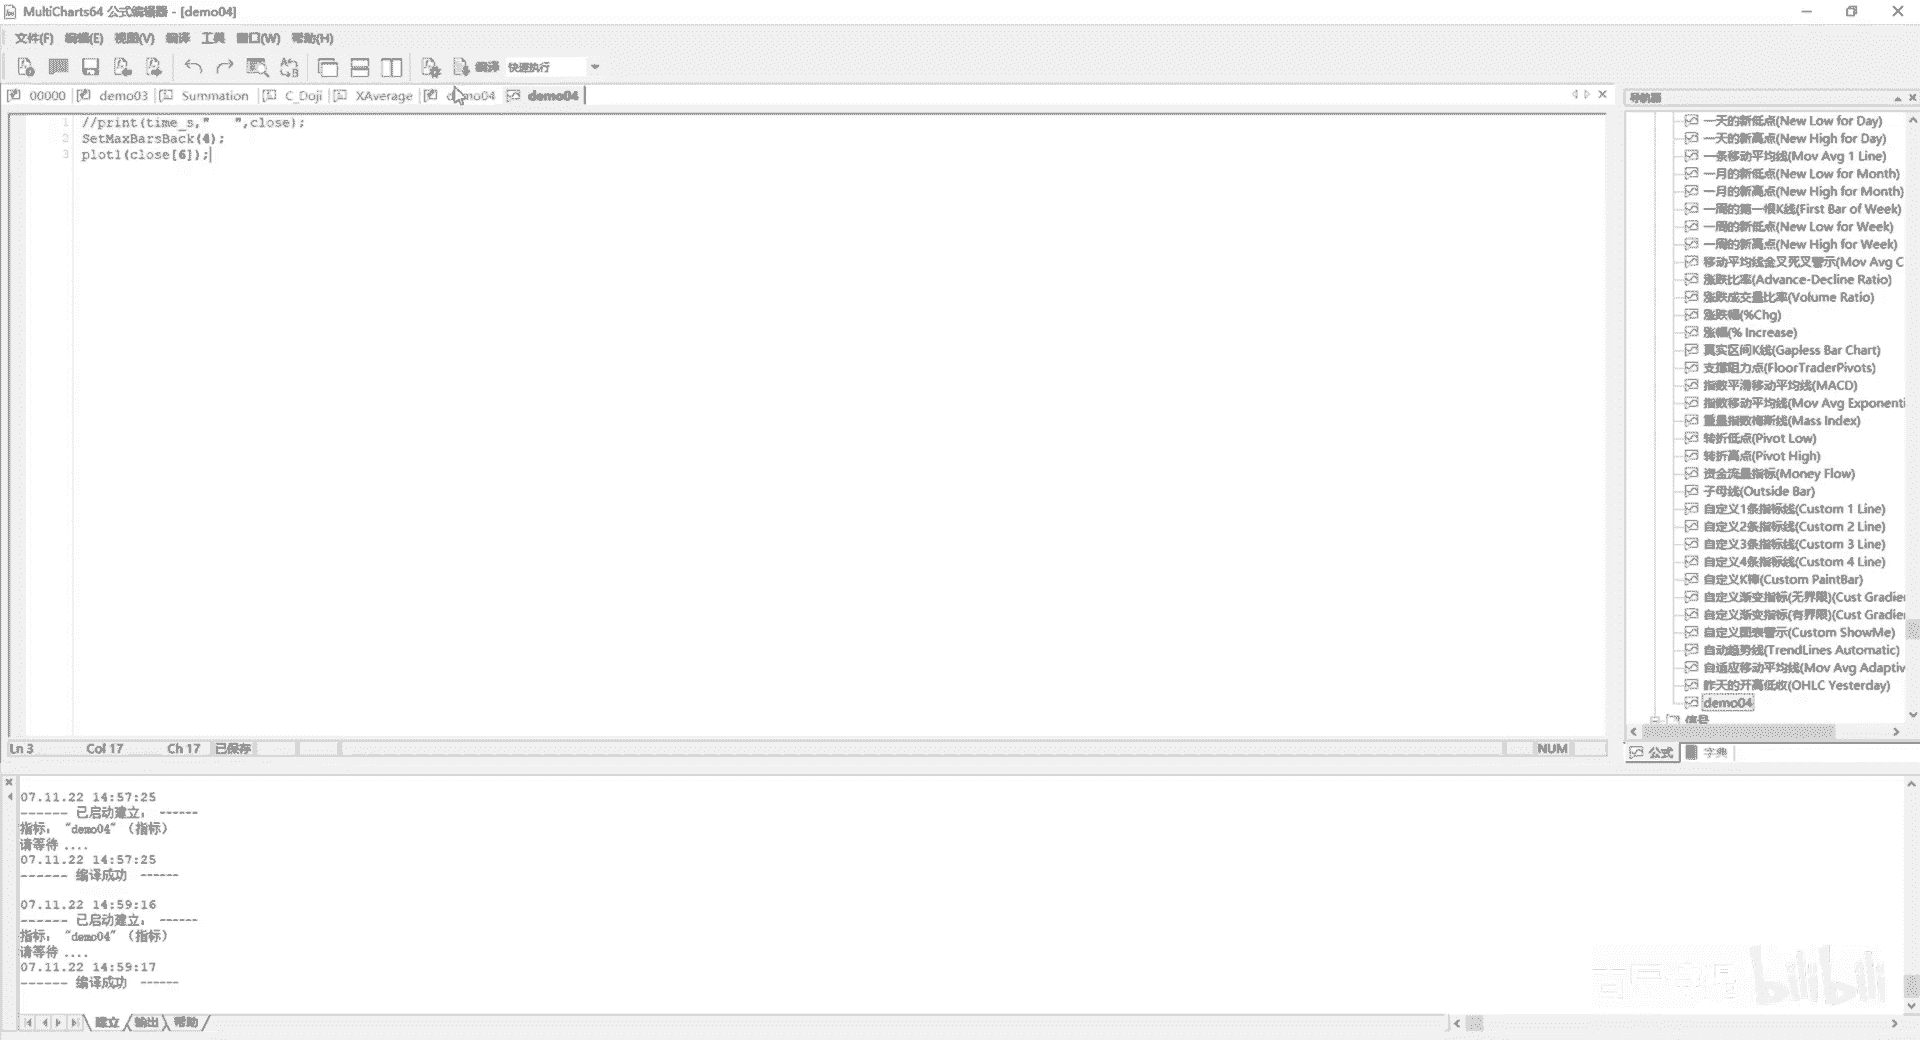 MultiCharts64 公式编辑器 - [demo04]
文件(F) 编辑(E) 视图(V) 编译 工具 窗口(W) 帮助(H)
编译 快速执行
00000 demo03 Summation C_Doji XAverage demo04 demo04
1 //print(time_s,"   ",close);
2 SetMaxBarsBack(4);
3 plot1(close[6]);
Ln 3 Col 17 Ch 17 已保存 NUM
导航器
一天的新低点(New Low for Day)
一天的新高点(New High for Day)
一条移动平均线(Mov Avg 1 Line)
一月的新低点(New Low for Month)
一月的新高点(New High for Month)
一周的第一根K线(First Bar of Week)
一周的新低点(New Low for Week)
一周的新高点(New High for Week)
移动平均线金叉死叉警示(Mov Avg C
涨跌比率(Advance-Decline Ratio)
涨跌成交量比率(Volume Ratio)
涨跌幅(%Chg)
涨幅(% Increase)
真实区间K线(Gapless Bar Chart)
支撑阻力点(FloorTraderPivots)
指数平滑移动平均线(MACD)
指数移动平均线(Mov Avg Exponenti
重量指数梅斯线(Mass Index)
转折低点(Pivot Low)
转折高点(Pivot High)
资金流量指标(Money Flow)
子母线(Outside Bar)
自定义1条指标线(Custom 1 Line)
自定义2条指标线(Custom 2 Line)
自定义3条指标线(Custom 3 Line)
自定义4条指标线(Custom 4 Line)
自定义K棒(Custom PaintBar)
自定义渐变指标(无界限)(Cust Gradie
自定义渐变指标(有界限)(Cust Gradie
自定义图表警示(Custom ShowMe)
自动趋势线(TrendLines Automatic)
自适应移动平均线(Mov Avg Adaptiv
昨天的开高低收(OHLC Yesterday)
demo04
信号
公式 字典
07.11.22 14:57:25
------ 已启动建立: ------
指标: "demo04" (指标)
请等待 ....
07.11.22 14:57:25
------ 编译成功 ------
07.11.22 14:59:16
------ 已启动建立: ------
指标: "demo04" (指标)
请等待 ....
07.11.22 14:59:17
------ 编译成功 ------
建立 输出 帮助
bilibili